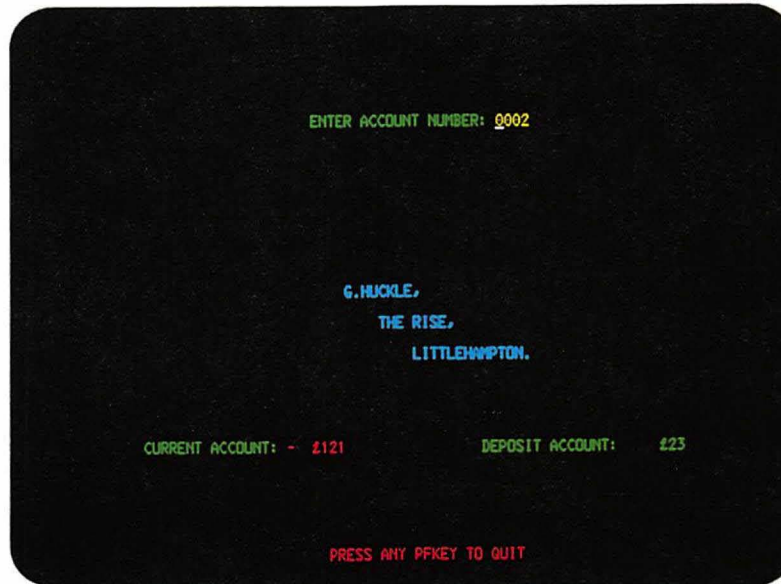 ENTER ACCOUNT NUMBER: 0002
G.HUCKLE,
THE RISE,
LITTLEHAMPTON.
CURRENT ACCOUNT: - £121 DEPOSIT ACCOUNT: £23
PRESS ANY PFKEY TO QUIT